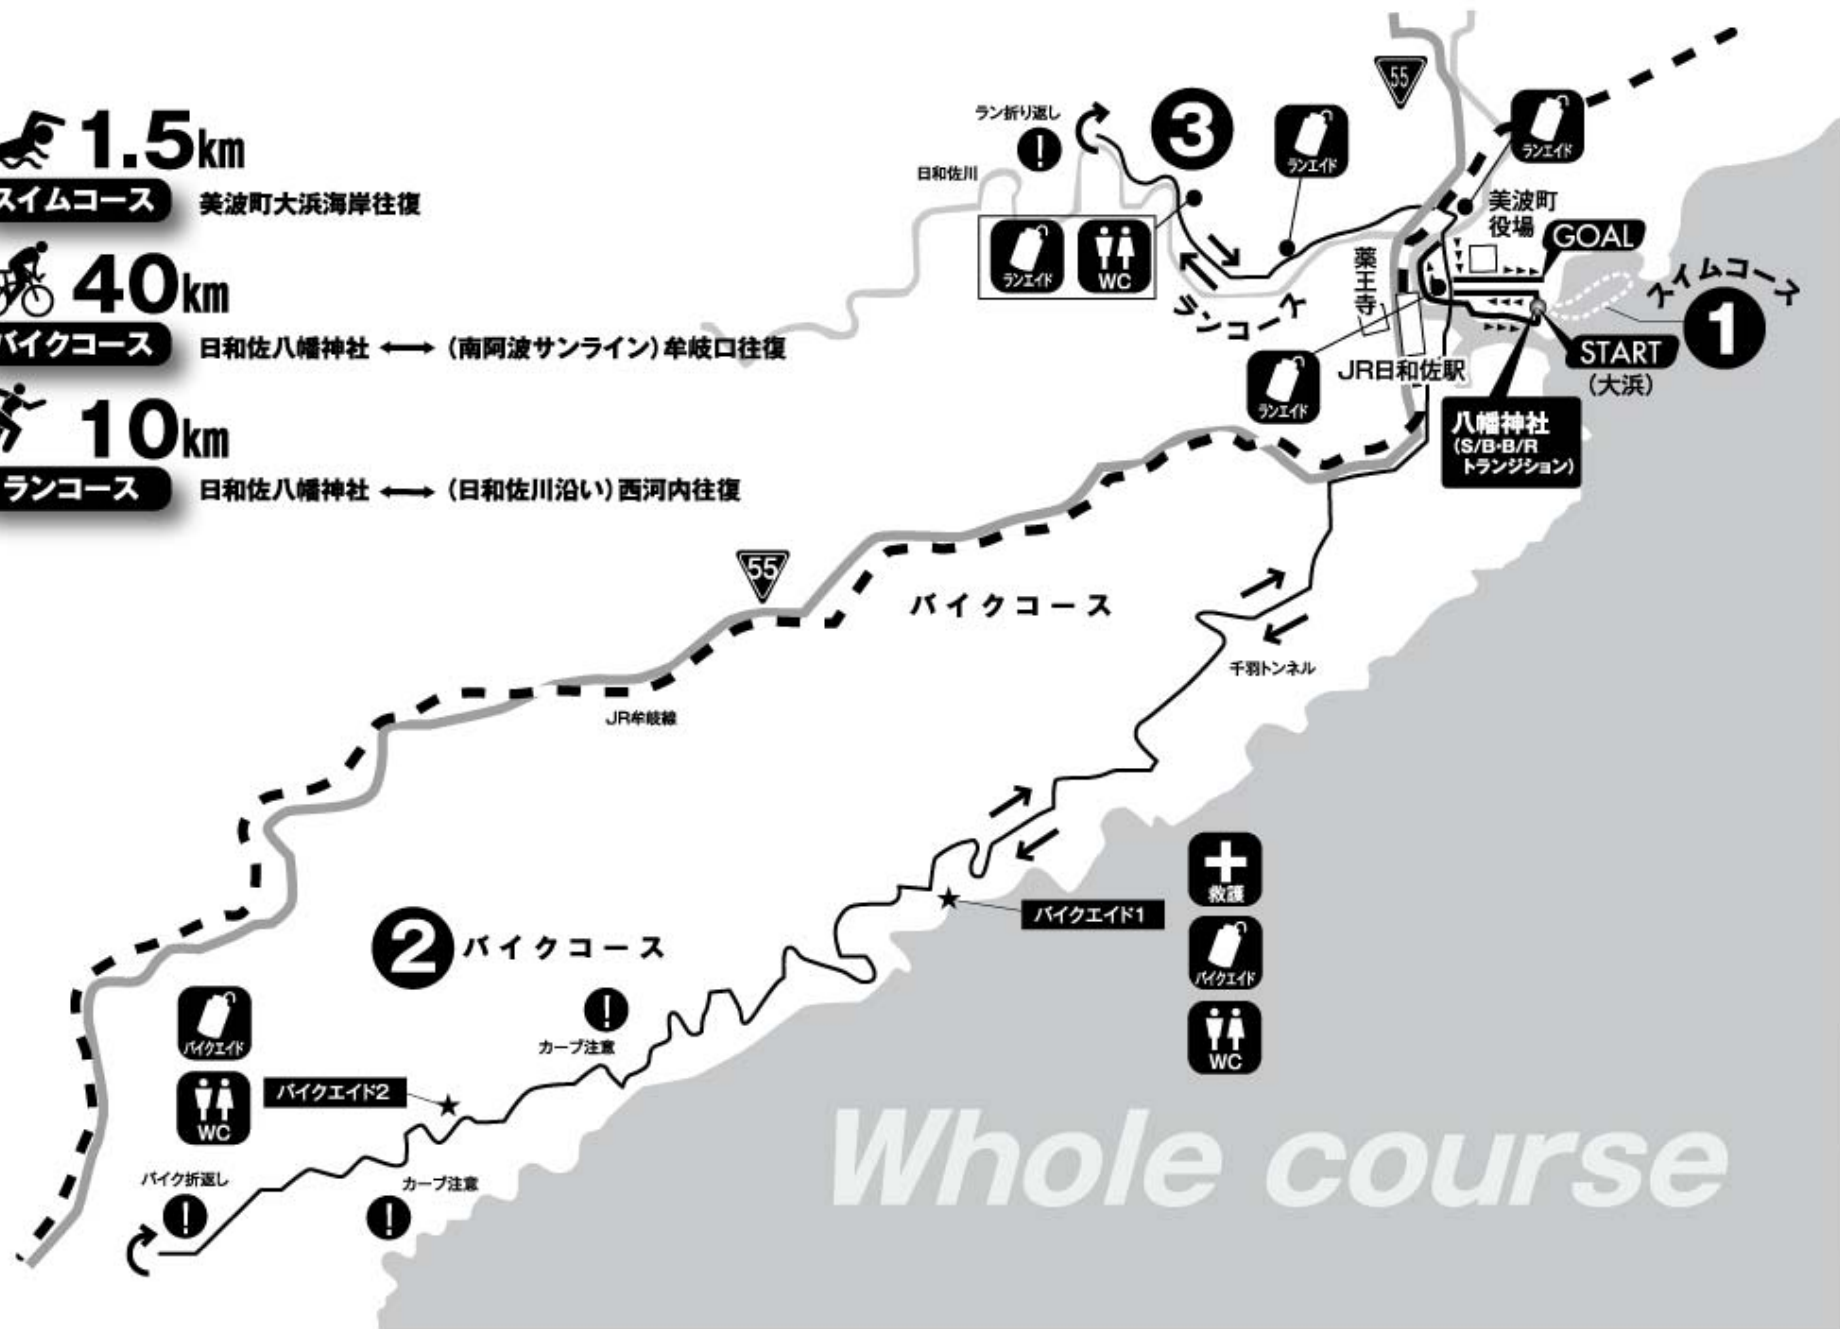 1.5km
スイムコース 美波町大浜海岸往復
40km
バイクコース 日和佐八幡神社 ⟷ (南阿波サンライン)牟岐口往復
10km
ランコース 日和佐八幡神社 ⟷ (日和佐川沿い)西河内往復
55
ラン折り返し
!
3
ランエイド
ランエイド
日和佐川
ランエイド
WC
ランコース
美波町
役場
GOAL
薬王寺
スイムコース
1
START
(大浜)
JR日和佐駅
ランエイド
八幡神社
(S/B・B/R
トランジション)
55
バイクコース
千羽トンネル
JR牟岐線
救護
バイクエイド1
バイクエイド
WC
2
バイクコース
!
カーブ注意
バイクエイド
バイクエイド2
WC
バイク折返し
!
カーブ注意
!
Whole course